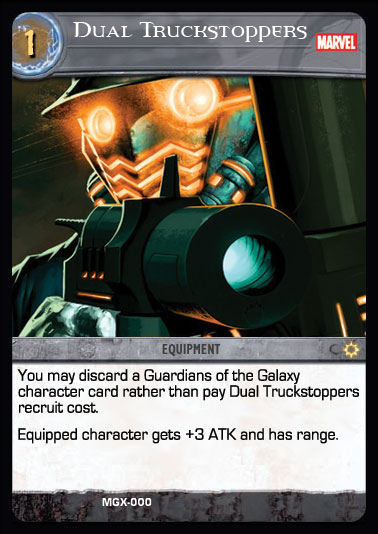 1
Dual Truckstoppers
MARVEL
EQUIPMENT
C
You may discard a Guardians of the Galaxy
character card rather than pay Dual Truckstoppers
recruit cost.
Equipped character gets +3 ATK and has range.
MGX-000